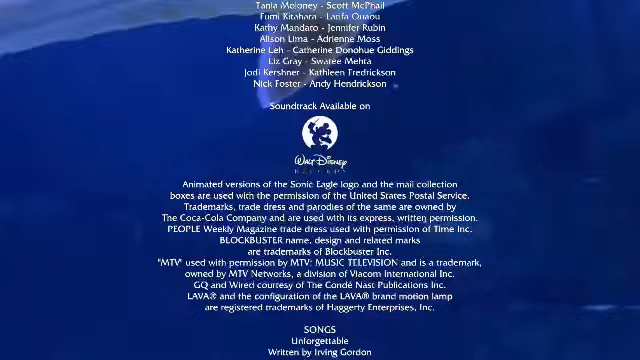 Tania Moloney - Scott McPhail
Fumi Kitahara - Latifa Ouaou
Kathy Mandato - Jennifer Rubin
Alison Lima - Adrienne Moss
Katherine Leh - Catherine Donohue Giddings
Liz Gray - Swatee Mehta
Jodi Kershner - Kathleen Fredrickson
Nick Foster - Andy Hendrickson
Soundtrack Available on
WALT DISNEY
RECORDS
Animated versions of the Sonic Eagle logo and the mail collection
boxes are used with the permission of the United States Postal Service.
Trademarks, trade dress and parodies of the same are owned by
The Coca-Cola Company and are used with its express, written permission.
PEOPLE Weekly Magazine trade dress used with permission of Time Inc.
BLOCKBUSTER name, design and related marks
are trademarks of Blockbuster Inc.
"MTV" used with permission by MTV: MUSIC TELEVISION and is a trademark,
owned by MTV Networks, a division of Viacom International Inc.
GQ and Wired courtesy of The Condé Nast Publications Inc.
LAVA® and the configuration of the LAVA® brand motion lamp
are registered trademarks of Haggerty Enterprises, Inc.
SONGS
Unforgettable
Written by Irving Gordon